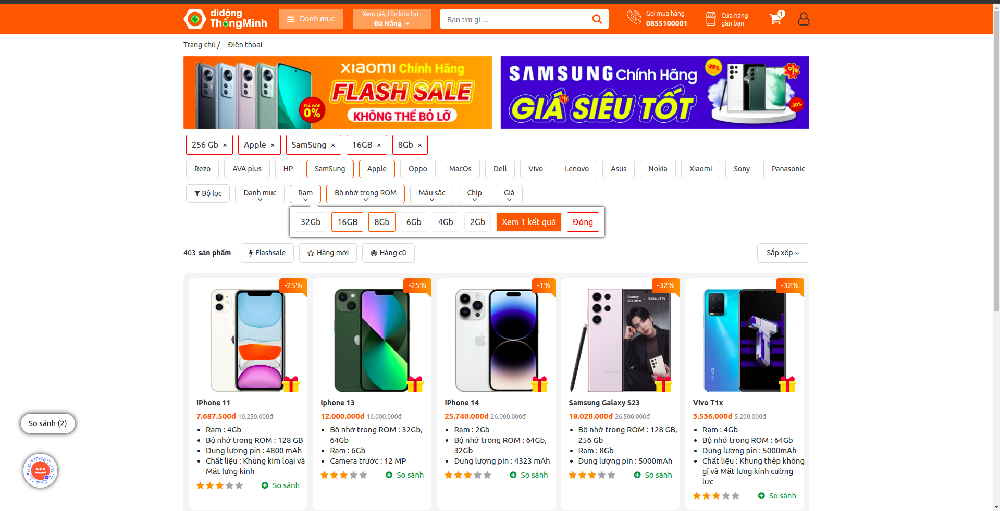 diđộng
ThôngMinh
Danh mục
Xem giá, tồn kho tại :
Đà Nẵng
Bạn tìm gì ...
Gọi mua hàng
0855100001
Cửa hàng
gần bạn
1
Trang chủ / Điện thoại
xiaomi Chính Hãng
FLASH SALE
KHÔNG THỂ BỎ LỠ
TRẢ GÓP
0%
SAMSUNG Chính Hãng
GIÁ SIÊU TỐT
-25%
%
%
-30%
256 Gb ×
Apple ×
SamSung ×
16GB ×
8Gb ×
Rezo
AVA plus
HP
SamSung
Apple
Oppo
MacOs
Dell
Vivo
Lenovo
Asus
Nokia
Xiaomi
Sony
Panasonic
Bộ lọc
Danh mục
Ram
Bộ nhớ trong ROM
Màu sắc
Chip
Giá
32Gb
16GB
8Gb
6Gb
4Gb
2Gb
Xem 1 kết quả
Đóng
403 sản phẩm
Flashsale
Hàng mới
Hàng cũ
Sắp xếp
-25%
iPhone 11
7.687.500đ 10.250.000đ
Ram : 4Gb
Bộ nhớ trong ROM : 128 GB
Dung lượng pin : 4800 mAh
Chất liệu : Khung kim loại và
Mặt lưng kính
So sánh
-25%
Iphone 13
12.000.000đ 16.000.000đ
Bộ nhớ trong ROM : 32Gb,
64Gb
Ram : 6Gb
Camera trước : 12 MP
So sánh
-1%
iPhone 14
25.740.000đ 26.000.000đ
Ram : 2Gb
Bộ nhớ trong ROM : 64Gb,
32Gb
Dung lượng pin : 4323 mAh
So sánh
-32%
Galaxy
S23 Ultra × SUGA - BTS
Samsung Galaxy S23
18.020.000đ 26.500.000đ
Bộ nhớ trong ROM : 128 GB,
256 Gb
Ram : 8Gb
Dung lượng pin : 5000mAh
So sánh
-32%
vivo
Vivo T1x
3.536.000đ 5.200.000đ
Ram : 4Gb
Bộ nhớ trong ROM : 64Gb
Dung lượng pin : 5000mAh
Chất liệu : Khung thép không
gỉ và Mặt lưng kính cường
lực
So sánh
So sánh (2)